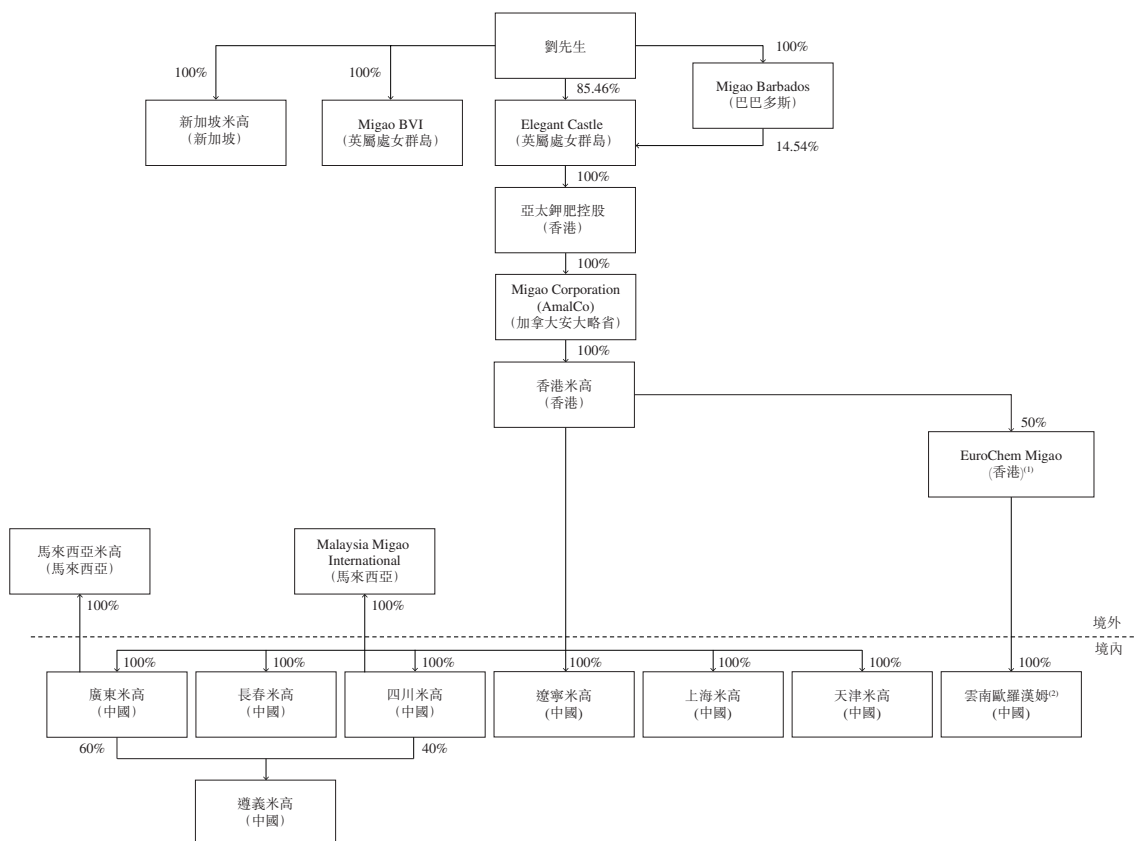 劉先生
100%
100%
100%
85.46%
Migao Barbados
(巴巴多斯)
新加坡米高
(新加坡)
Migao BVI
(英屬處女群島)
Elegant Castle
(英屬處女群島)
14.54%
100%
亞太鉀肥控股
(香港)
100%
Migao Corporation
(AmalCo)
(加拿大安大略省)
100%
香港米高
(香港)
50%
EuroChem Migao
(香港)(1)
馬來西亞米高
(馬來西亞)
Malaysia Migao
International
(馬來西亞)
100%
100%
境外
境內
100%
100%
100%
100%
100%
100%
100%
廣東米高
(中國)
長春米高
(中國)
四川米高
(中國)
遼寧米高
(中國)
上海米高
(中國)
天津米高
(中國)
雲南歐羅漢姆(2)
(中國)
60%
40%
遵義米高
(中國)